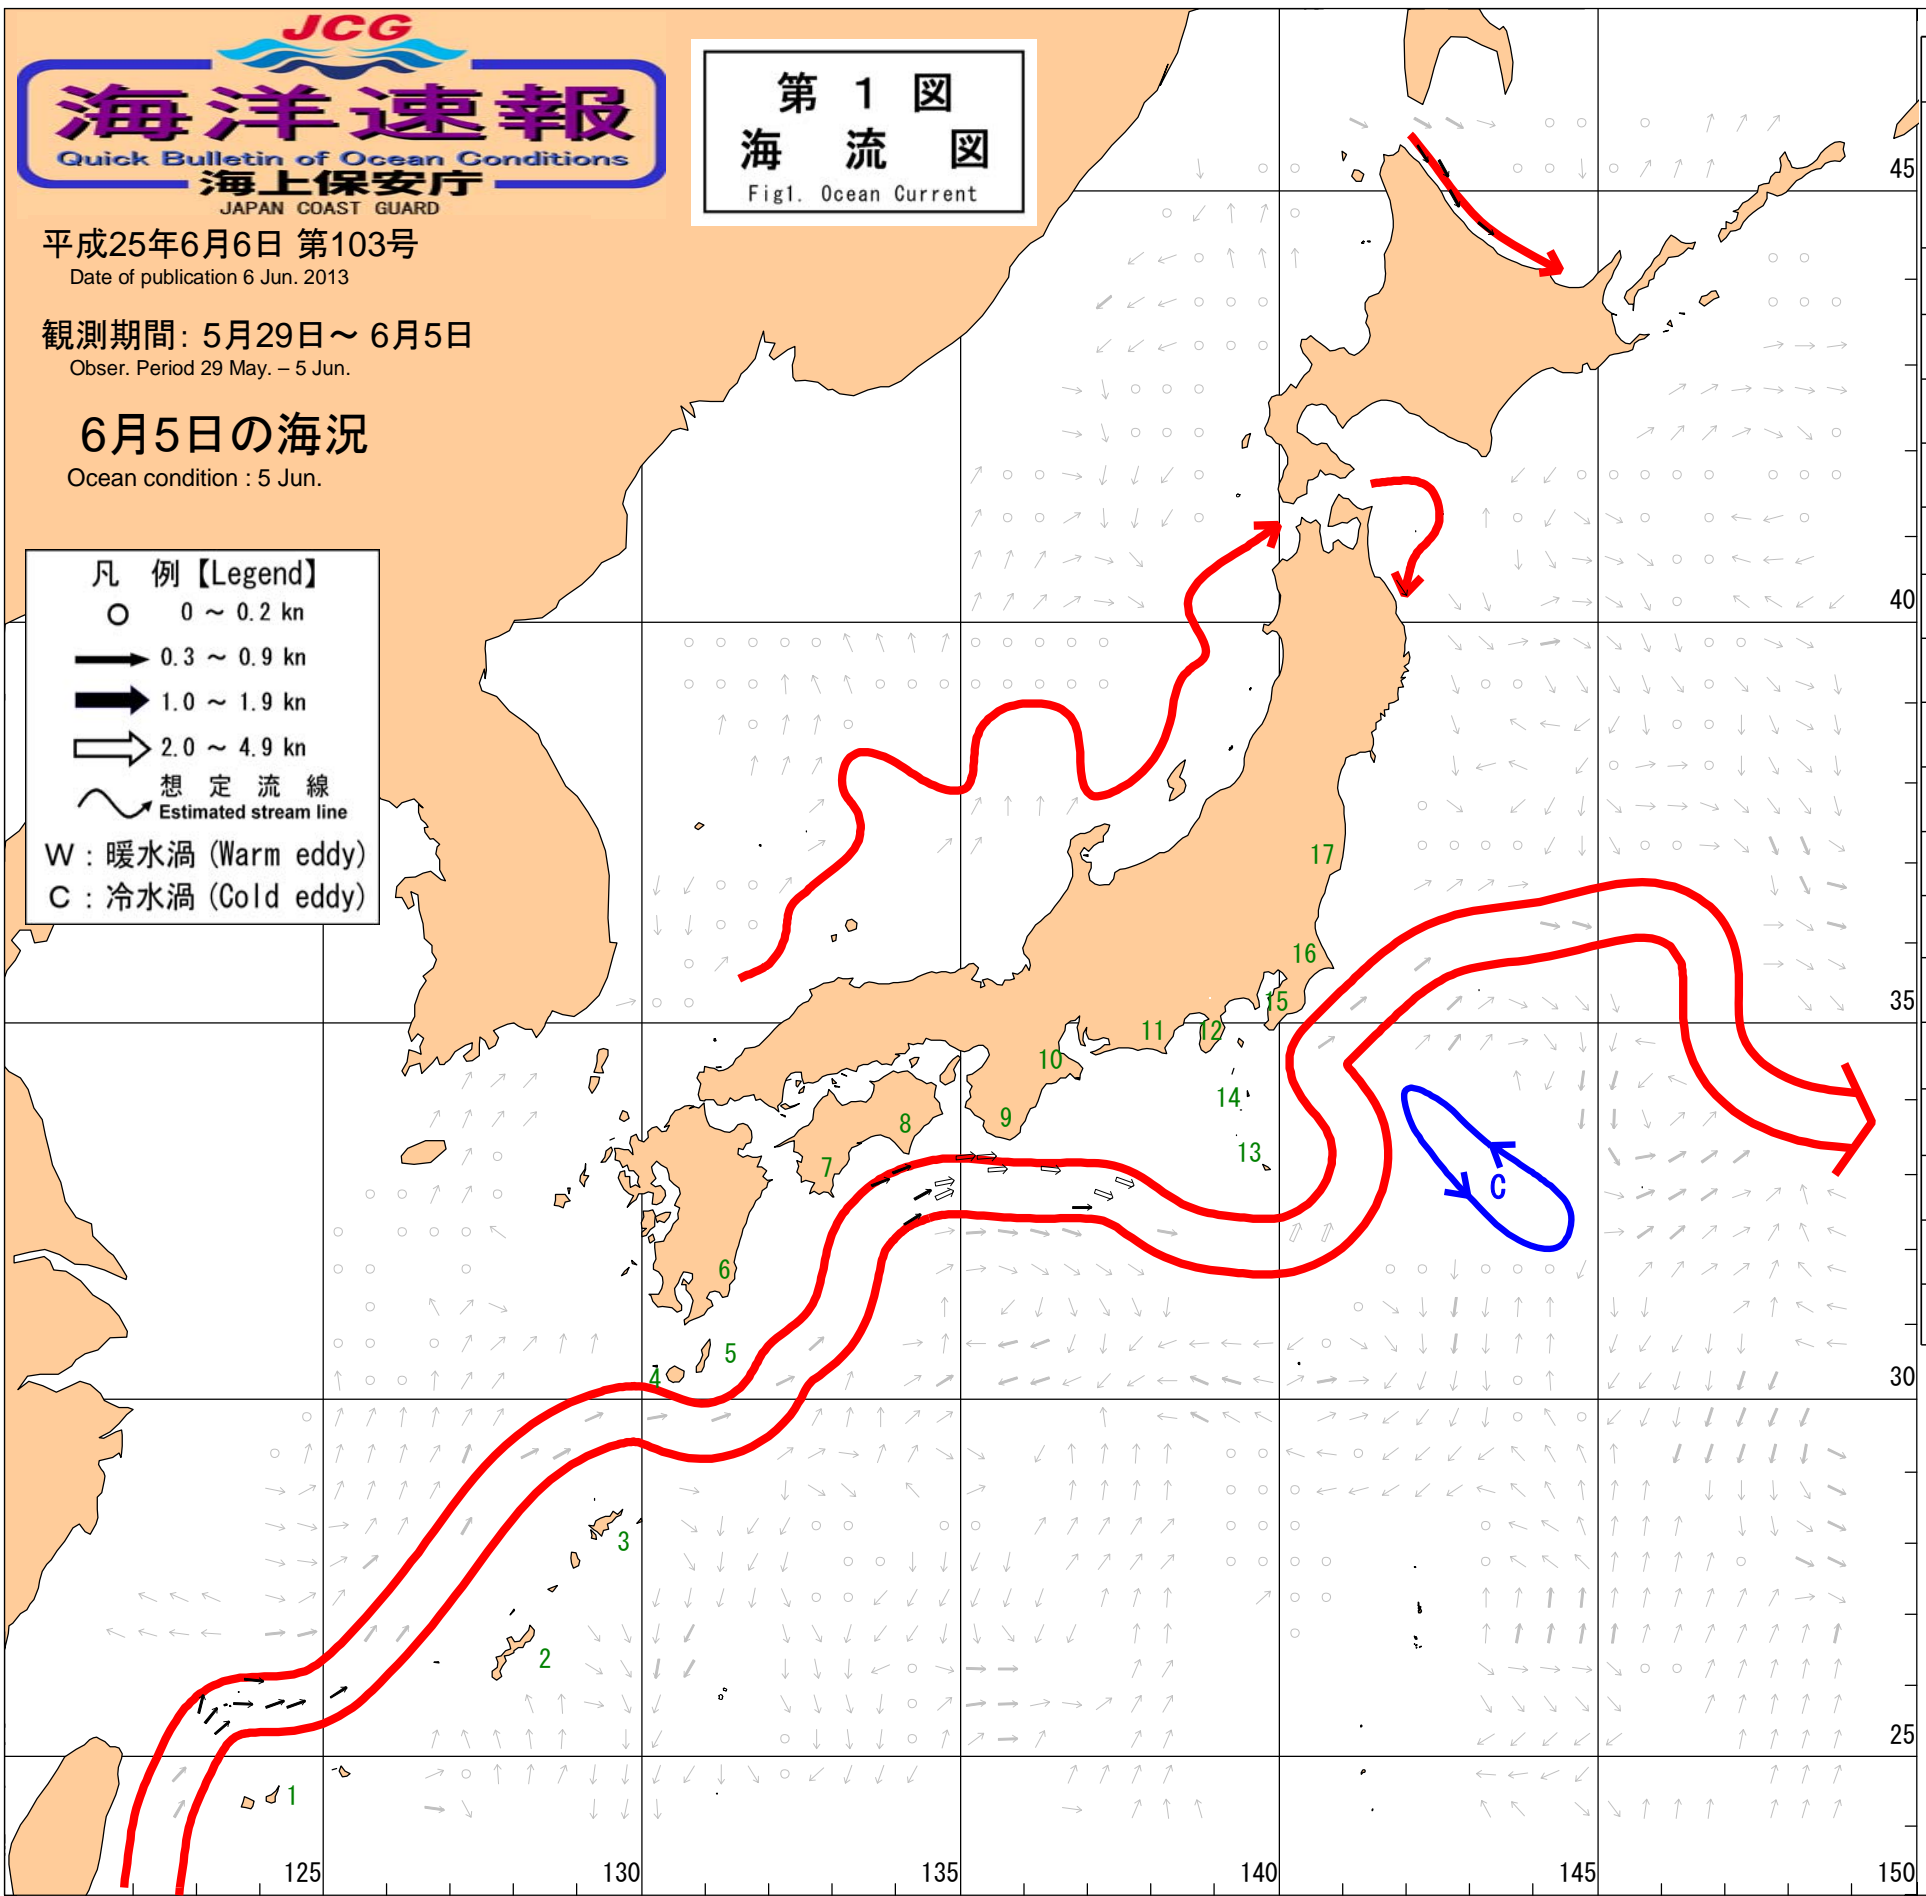 JCG
海洋速報
Quick Bulletin of Ocean Conditions
海上保安庁
JAPAN COAST GUARD
第 1 図
海 流 図
Fig1. Ocean Current
平成25年6月6日 第103号
Date of publication 6 Jun. 2013
観測期間: 5月29日~ 6月5日
Obser. Period 29 May. – 5 Jun.
6月5日の海況
Ocean condition : 5 Jun.
凡 例【Legend】
0 ~ 0.2 kn
0.3 ~ 0.9 kn
1.0 ~ 1.9 kn
2.0 ~ 4.9 kn
想 定 流 線
Estimated stream line
W : 暖水渦 (Warm eddy)
C : 冷水渦 (Cold eddy)
45
40
17
16
15
35
12
11
10
14
9
8
13
7
C
6
5
4
30
3
2
25
1
125
130
135
140
145
150